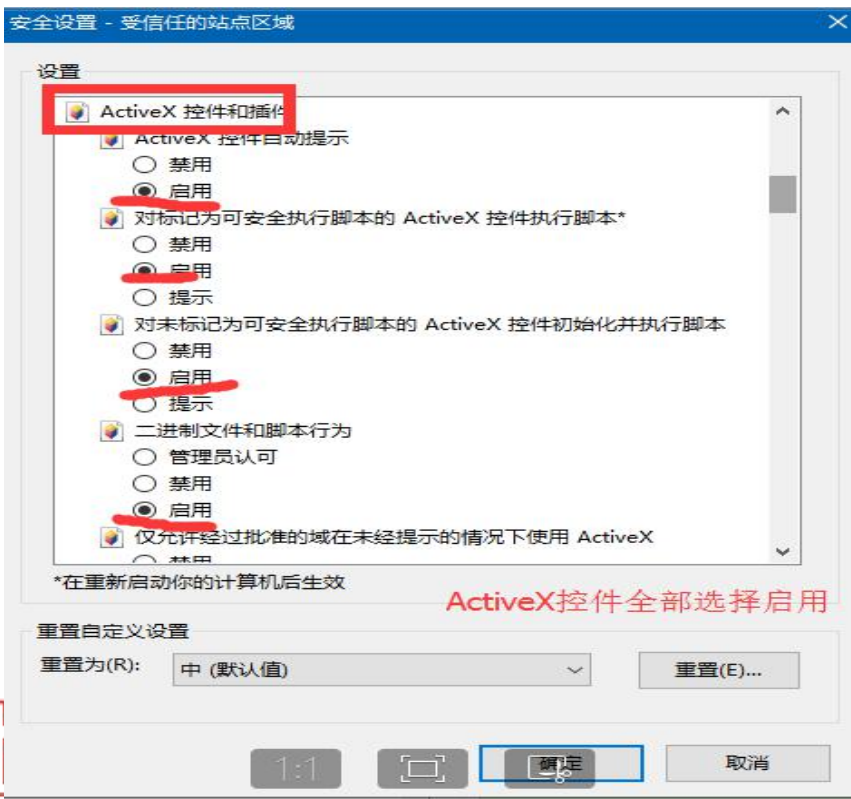 安全设置 - 受信任的站点区域
设置
ActiveX 控件和插件
ActiveX 控件自动提示
禁用
启用
对标记为可安全执行脚本的 ActiveX 控件执行脚本*
禁用
启用
提示
对未标记为可安全执行脚本的 ActiveX 控件初始化并执行脚本
禁用
启用
提示
二进制文件和脚本行为
管理员认可
禁用
启用
仅允许经过批准的域在未经提示的情况下使用 ActiveX
禁用
*在重新启动你的计算机后生效
ActiveX控件全部选择启用
重置自定义设置
重置为(R):
中 (默认值)
重置(E)...
1:1
确定
取消